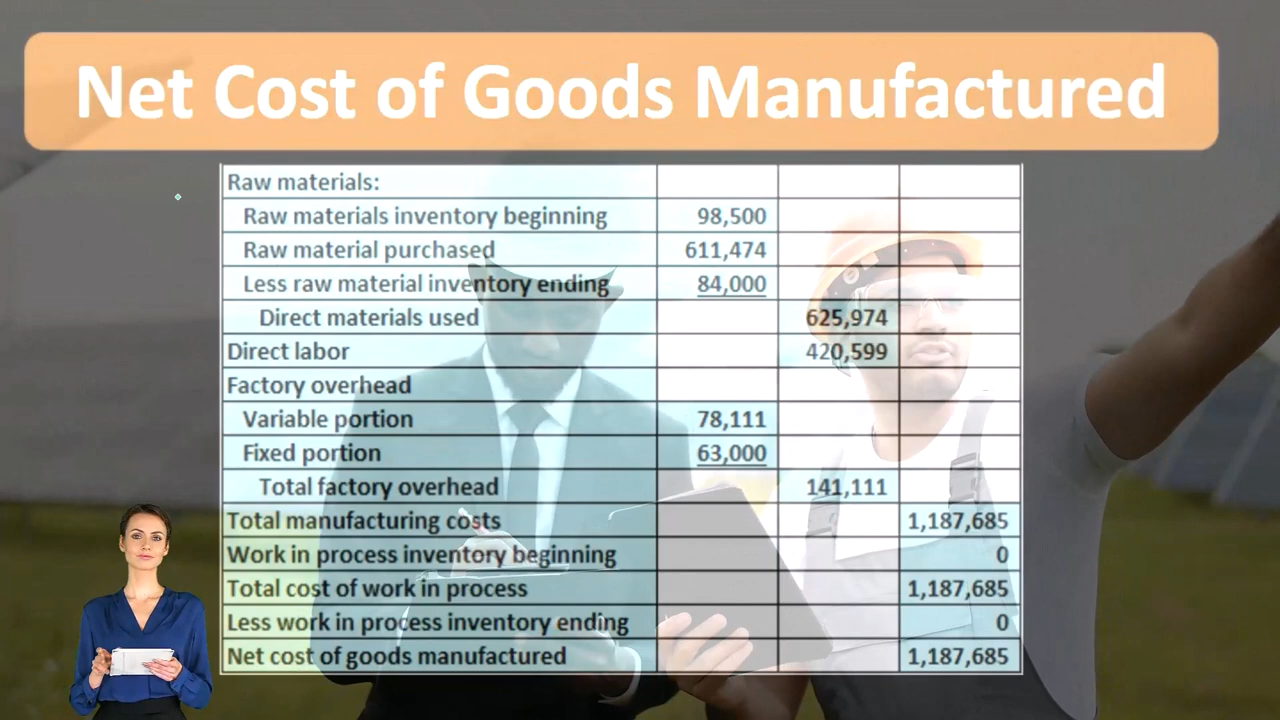 Net Cost of Goods Manufactured
Raw materials:
Raw materials inventory beginning 98,500
Raw material purchased 611,474
Less raw material inventory ending 84,000
Direct materials used 625,974
Direct labor 420,599
Factory overhead
Variable portion 78,111
Fixed portion 63,000
Total factory overhead 141,111
Total manufacturing costs 1,187,685
Work in process inventory beginning 0
Total cost of work in process 1,187,685
Less work in process inventory ending 0
Net cost of goods manufactured 1,187,685